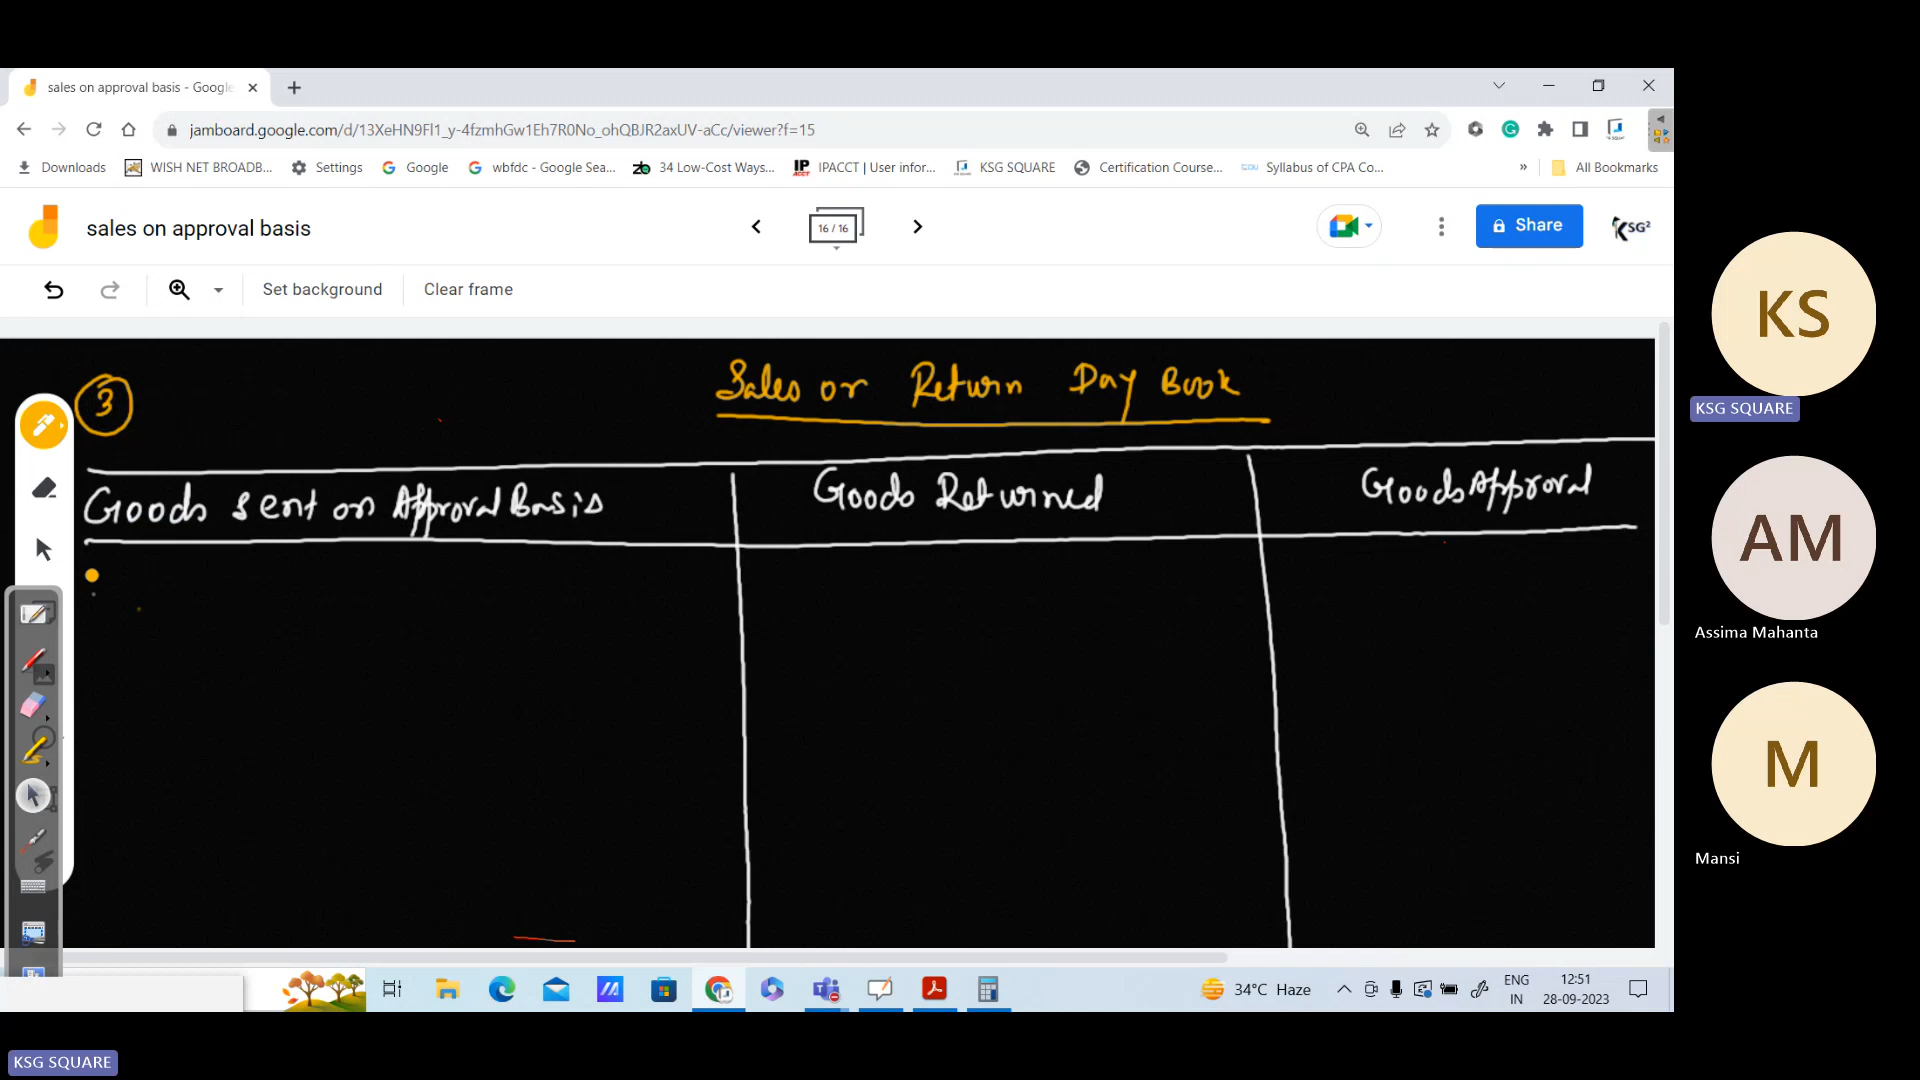 sales on approval basis - Google
jamboard.google.com/d/13XeHN9Fl1_y-4fzmhGw1Eh7R0No_ohQBJR2axUV-aCc/viewer?f=15
Downloads WISH NET BROADB... Settings Google wbfdc - Google Sea... 34 Low-Cost Ways... IPACCT | User infor... KSG SQUARE Certification Course... Syllabus of CPA Co... » All Bookmarks
sales on approval basis
16 / 16
Share
KSG²
Set background
Clear frame
3
Sales or Return Day Book
Goods sent on Approval Basis
Goods Returned
Goods Approval
KS
KSG SQUARE
AM
Assima Mahanta
M
Mansi
34°C Haze
ENG
IN
12:51
28-09-2023
KSG SQUARE